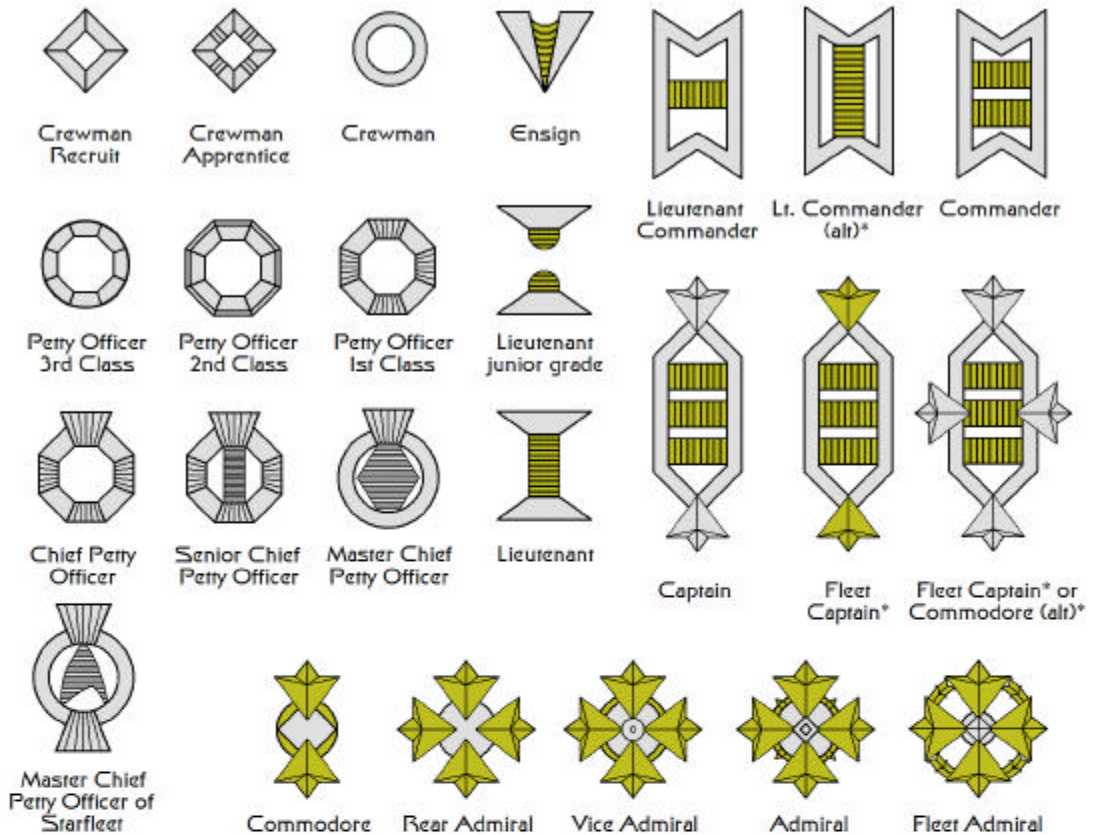 Crewman
Recruit
Crewman
Apprentice
Crewman
Ensign
Lieutenant
Commander
Lt. Commander
(alt)*
Commander
Petty Officer
3rd Class
Petty Officer
2nd Class
Petty Officer
1st Class
Lieutenant
junior grade
Chief Petty
Officer
Senior Chief
Petty Officer
Master Chief
Petty Officer
Lieutenant
Captain
Fleet
Captain*
Fleet Captain* or
Commodore (alt)*
Master Chief
Petty Officer of
Starfleet
Commodore
Rear Admiral
Vice Admiral
Admiral
Fleet Admiral